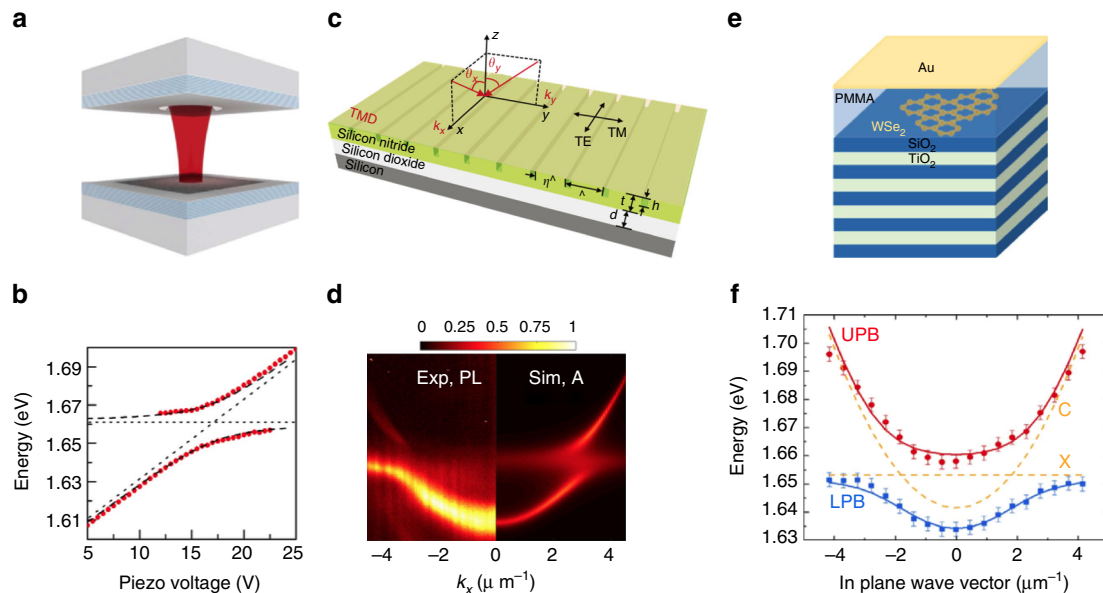 a
b
1.69
1.67
1.65
1.63
1.61
5
10
15
20
25
Energy (eV)
Piezo voltage (V)
c
z
θx
θy
kx
ky
x
y
TE
TM
TMD
Silicon nitride
Silicon dioxide
Silicon
η^
^
t
h
d
d
0
0.25
0.5
0.75
1
Exp, PL
Sim, A
–4
–2
0
2
4
kx (μ m–1)
e
Au
PMMA
WSe2
SiO2
TiO2
f
1.71
1.70
1.69
1.68
1.67
1.66
1.65
1.64
1.63
UPB
C
X
LPB
–4
–2
0
2
4
Energy (eV)
In plane wave vector (μm–1)